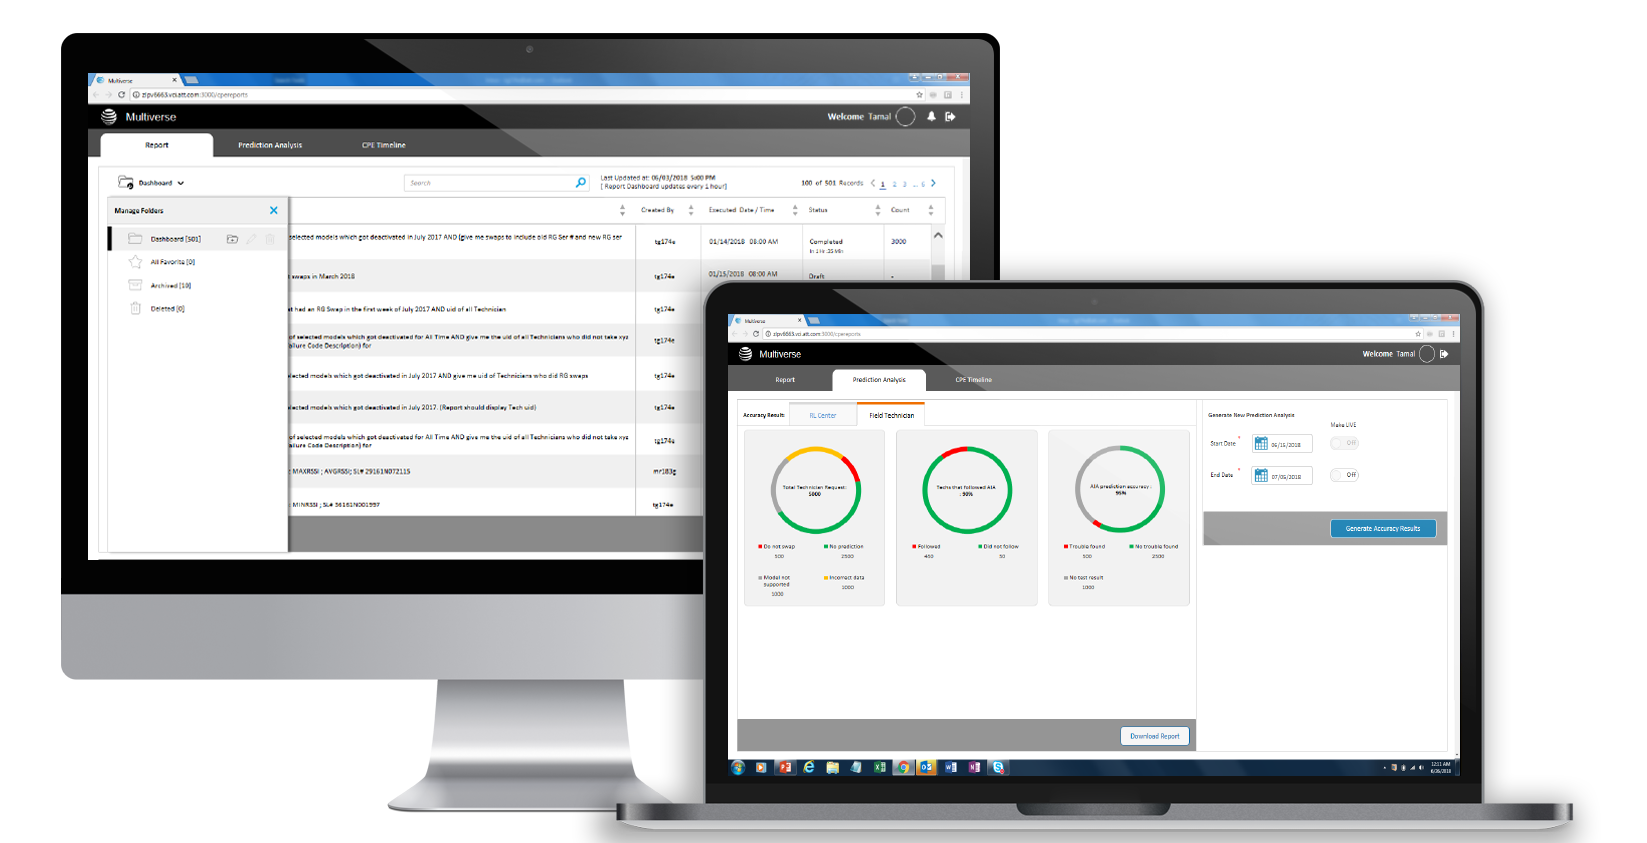 Multiverse
zlpv6663.vci.att.com:3000/cpereports
Multiverse
Welcome Tamal
Report
Prediction Analysis
CPE Timeline
Dashboard
Search
Last Updated at: 06/03/2018 5:00 PM
[ Report Dashboard updates every 1 hour]
100 of 501 Records
1 2 3 ... 6
Manage Folders
Dashboard [501]
All Favorite [0]
Archived [10]
Deleted [0]
Created By
Executed Date / Time
Status
Count
selected models which got deactivated in July 2017 AND (give me swaps to include old RG Ser # and new RG ser
tg174e
01/14/2018 08:00 AM
Completed
In 1 Hr :35 Min
3000
t swaps in March 2018
tg174e
01/15/2018 08:00 AM
Draft
-
at had an RG Swap in the first week of July 2017 AND uid of all Technician
tg174e
of selected models which got deactivated for All Time AND give me the uid of all Technicians who did not take xyz
ailure Code Description) for
tg174e
elected models which got deactivated in July 2017 AND give me uid of Technicians who did RG swaps
tg174e
elected models which got deactivated in July 2017. (Report should display Tech uid)
tg174e
of selected models which got deactivated for All Time AND give me the uid of all Technicians who did not take xyz
ailure Code Description) for
tg174e
; MAXRSSI ; AVGRSSI; SL# 29161N072115
mr183g
; MINRSSI ; SL# 56161N001997
tg174e
Multiverse
zlpv6663.vci.att.com:3000/cpereports
Multiverse
Welcome Tamal
Report
Prediction Analysis
CPE Timeline
Accuracy Result:
RL Center
Field Technician
Total Technician Request:
5000
Do not swap
500
No prediction
2500
Model not
supported
1000
Incorrect data
1000
Techs that followed AIA
: 90%
Followed
450
Did not follow
50
AIA prediction accuracy :
95%
Trouble found
500
No trouble found
2500
No test result
1000
Generate New Prediction Analysis
Make LIVE
Start Date *
05/15/2018
Off
End Date *
07/05/2018
Off
Generate Accuracy Results
Download Report
12:11 AM
6/26/2018